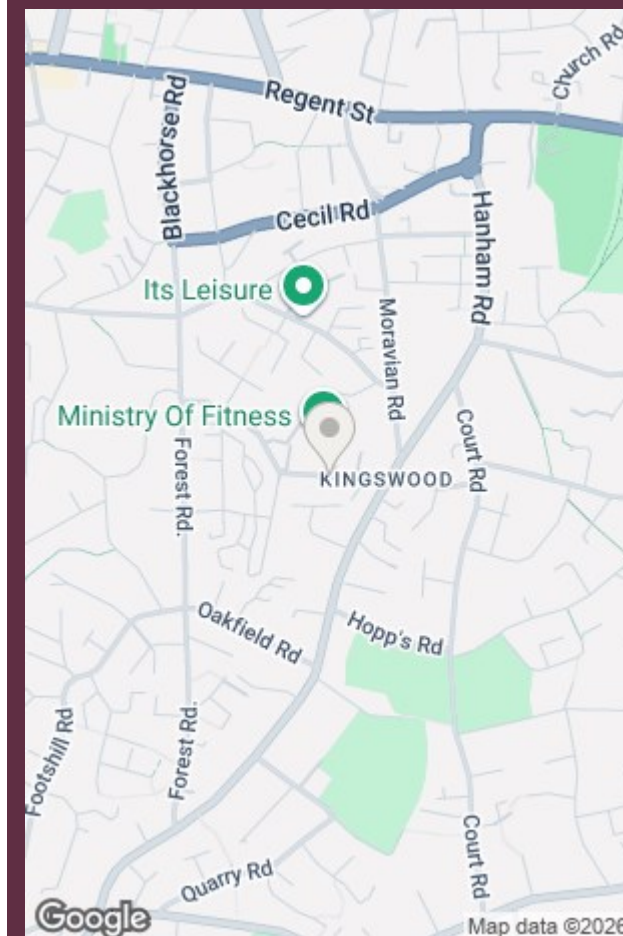 Church Rd
Regent St
Blackhorse Rd
Cecil Rd
Hanham Rd
Its Leisure
Moravian Rd
Ministry Of Fitness
Court Rd
Forest Rd.
KINGSWOOD
Oakfield Rd
Hopp's Rd
Footshill Rd
Forest Rd.
Court Rd
Quarry Rd
Google
Map data ©2026